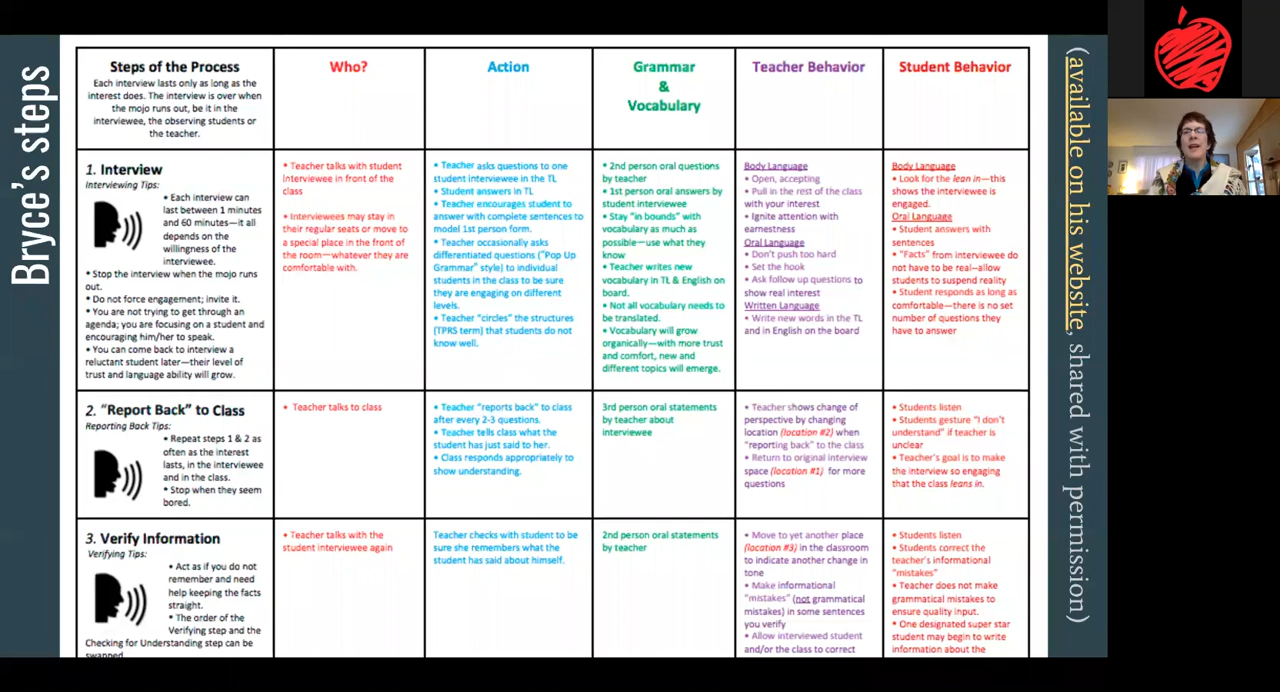 Bryce's steps
Steps of the Process
Each interview lasts only as long as the
interest does. The interview is over when
the mojo runs out, be it in the
interviewee, the observing students or
the teacher.
Who?
Action
Grammar
&
Vocabulary
Teacher Behavior
Student Behavior
1. Interview
Interviewing Tips:
• Each interview can
last between 1 minutes
and 60 minutes—it all
depends on the
willingness of the
interviewee.
• Stop the interview when the mojo runs
out.
• Do not force engagement; invite it.
• You are not trying to get through an
agenda; you are focusing on a student and
encouraging him/her to speak.
• You can come back to interview a
reluctant student later—their level of
trust and language ability will grow.
• Teacher talks with student
interviewee in front of the
class
• Interviewees may stay in
their regular seats or move to
a special place in the front of
the room—whatever they are
comfortable with.
• Teacher asks questions to one
student interviewee in the TL
• Student answers in TL
• Teacher encourages student to
answer with complete sentences to
model 1st person form.
• Teacher occasionally asks
differentiated questions ("Pop Up
Grammar" style) to individual
students in the class to be sure
they are engaging on different
levels.
• Teacher "circles" the structures
(TPRS term) that students do not
know well.
• 2nd person oral questions
by teacher
• 1st person oral answers by
student interviewee
• Stay "in bounds" with
vocabulary as much as
possible—use what they
know
• Teacher writes new
vocabulary in TL & English on
board.
• Not all vocabulary needs to
be translated.
• Vocabulary will grow
organically—with more trust
and comfort, new and
different topics will emerge.
Body Language
• Open, accepting
• Pull in the rest of the class
with your interest
• Ignite attention with
earnestness
Oral Language
• Don't push too hard
• Set the hook
• Ask follow up questions to
show real interest
Written Language
• Write new words in the TL
and in English on the board
Body Language
• Look for the lean in—this
shows the interviewee is
engaged.
Oral Language
• Student answers with
sentences
• "Facts" from interviewee do
not have to be real–allow
students to suspend reality
• Student responds as long as
comfortable—there is no set
number of questions they
have to answer
2. "Report Back" to Class
Reporting Back Tips:
• Repeat steps 1 & 2 as
often as the interest
lasts, in the interviewee
and in the class.
• Stop when they seem
bored.
• Teacher talks to class
• Teacher "reports back" to class
after every 2-3 questions.
• Teacher tells class what the
student has just said to her.
• Class responds appropriately to
show understanding.
3rd person oral statements
by teacher about
interviewee
• Teacher shows change of
perspective by changing
location (location #2) when
"reporting back" to the class
• Return to original interview
space (location #1) for more
questions
• Students listen
• Students gesture "I don't
understand" if teacher is
unclear
• Teacher's goal is to make
the interview so engaging
that the class leans in.
3. Verify Information
Verifying Tips:
• Act as if you do not
remember and need
help keeping the facts
straight.
• The order of the
Verifying step and the
Checking for Understanding step can be
swapped
• Teacher talks with the
student interviewee again
Teacher checks with student to be
sure she remembers what the
student has said about himself.
2nd person oral statements
by teacher
• Move to yet another place
(location #3) in the classroom
to indicate another change in
tone
• Make informational
"mistakes" (not grammatical
mistakes) in some sentences
you verify
• Allow interviewed student
and/or the class to correct
• Students listen
• Students correct the
teacher's informational
"mistakes"
• Teacher does not make
grammatical mistakes to
ensure quality input.
• One designated super star
student may begin to write
information about the
(available on his website, shared with permission)